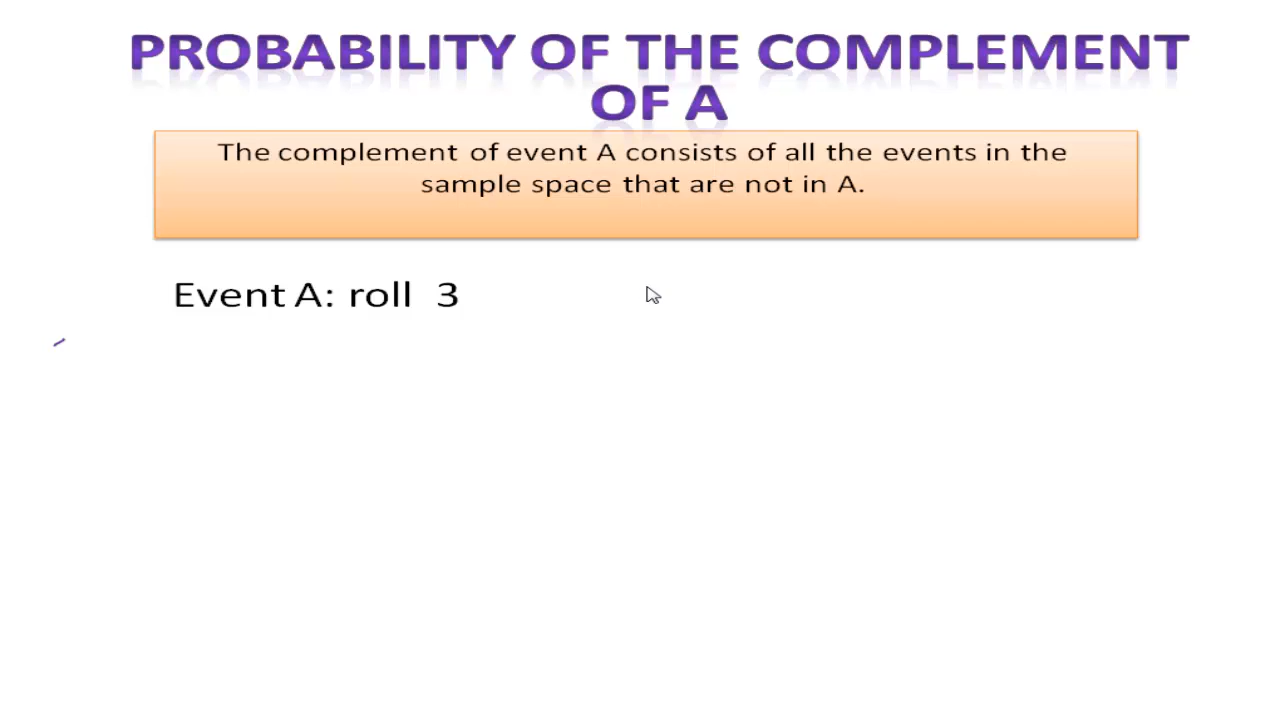 PROBABILITY OF THE COMPLEMENT
OF A
The complement of event A consists of all the events in the
sample space that are not in A.
Event A: roll 3